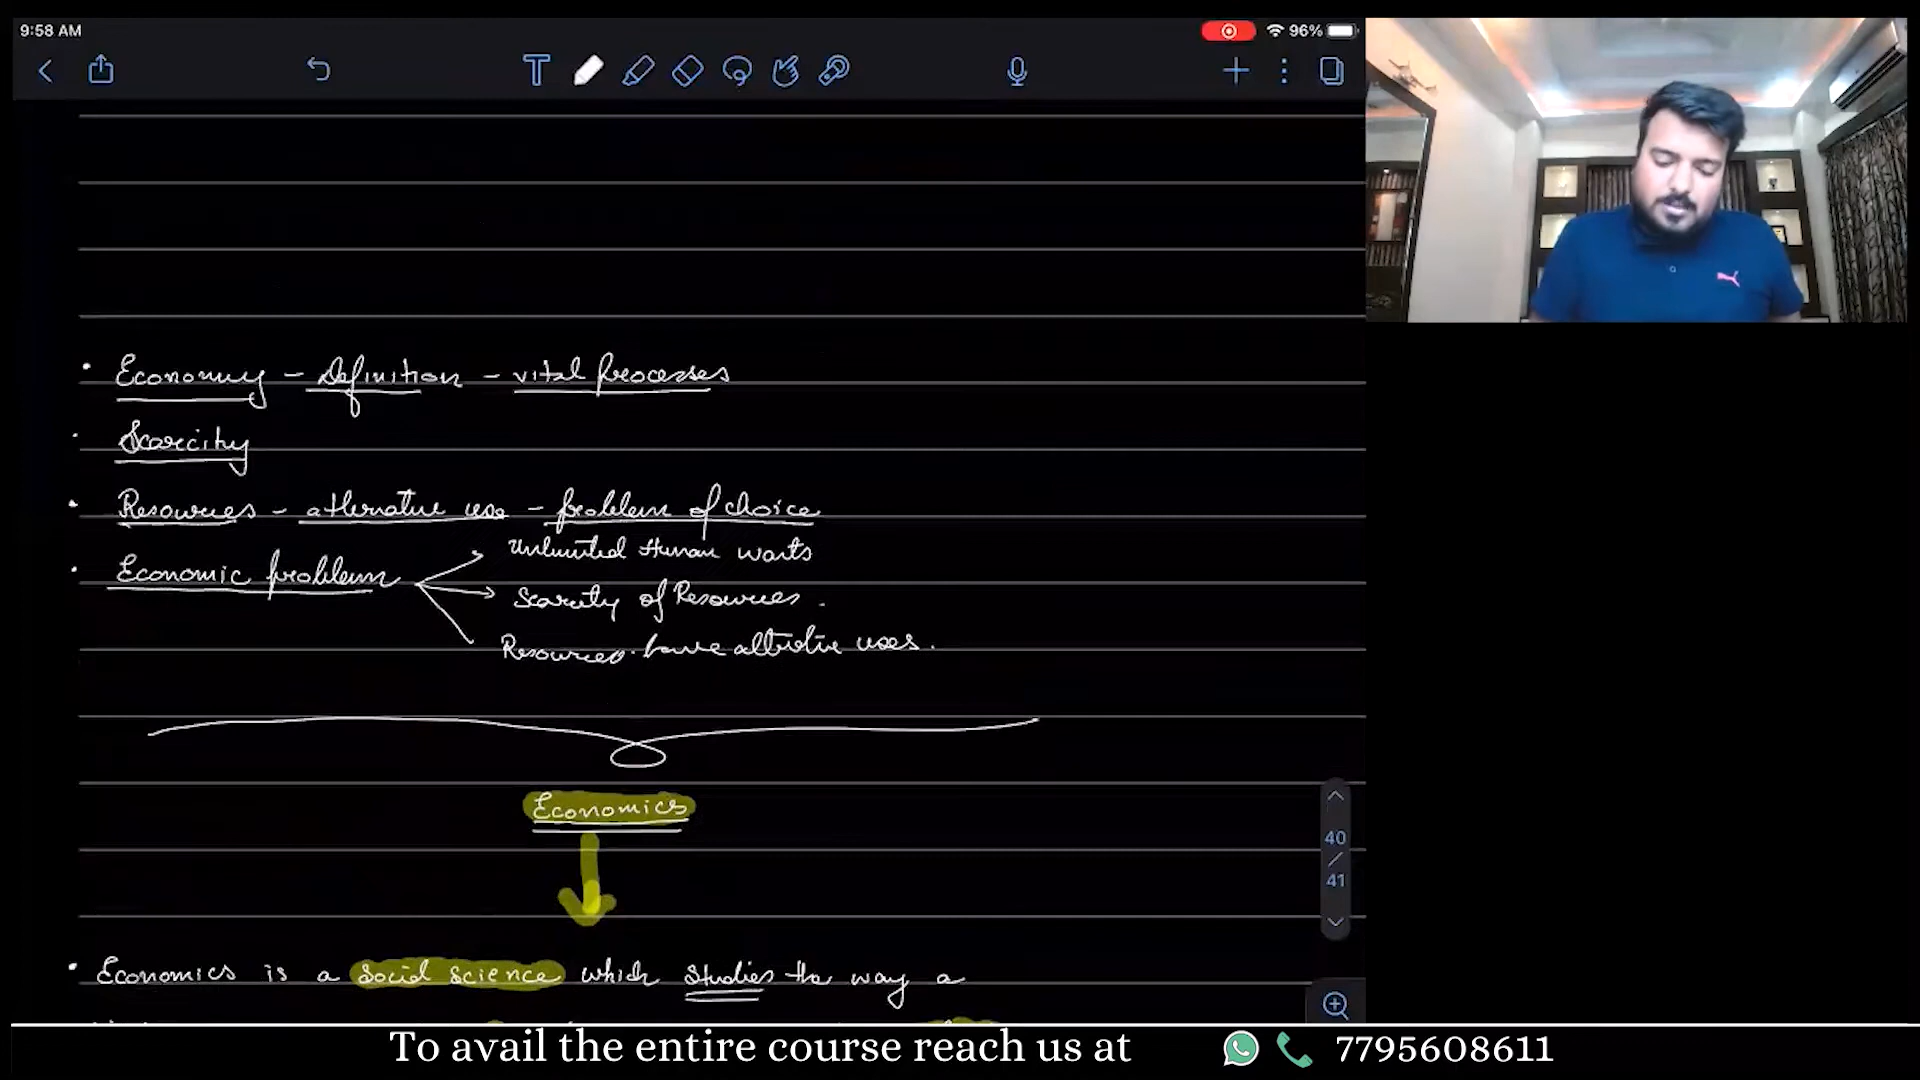 9:58 AM
96%
T
• Economy - Definition - vital processes
• Scarcity
• Resources - alternative use - problem of choice
• Economic problem
Unlimited Human wants
Scarcity of Resources.
Resources have uses.
Economics
40
/
41
• Economics is a social science which studies the way a
To avail the entire course reach us at 7795608611